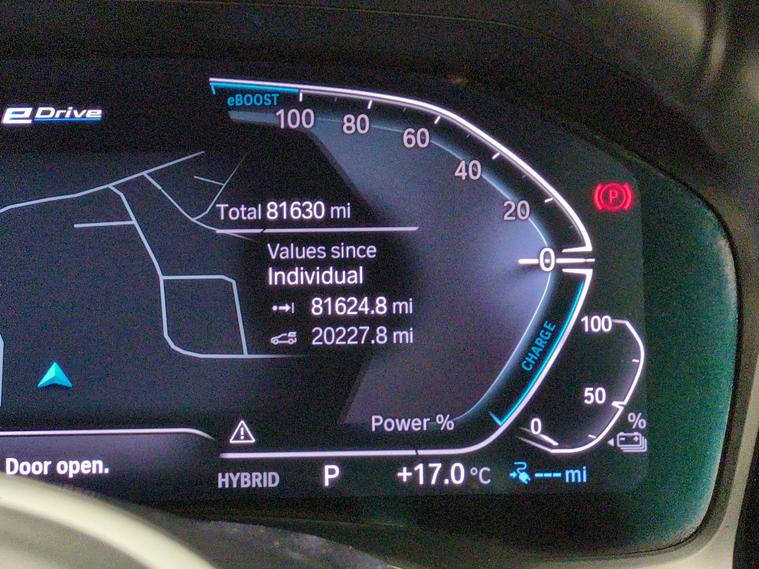 eDrive
eBOOST
100
80
60
40
20
0
P
Total 81630 mi
Values since
Individual
81624.8 mi
20227.8 mi
CHARGE
100
50
0
%
Power %
Door open.
HYBRID P +17.0 °C --- mi